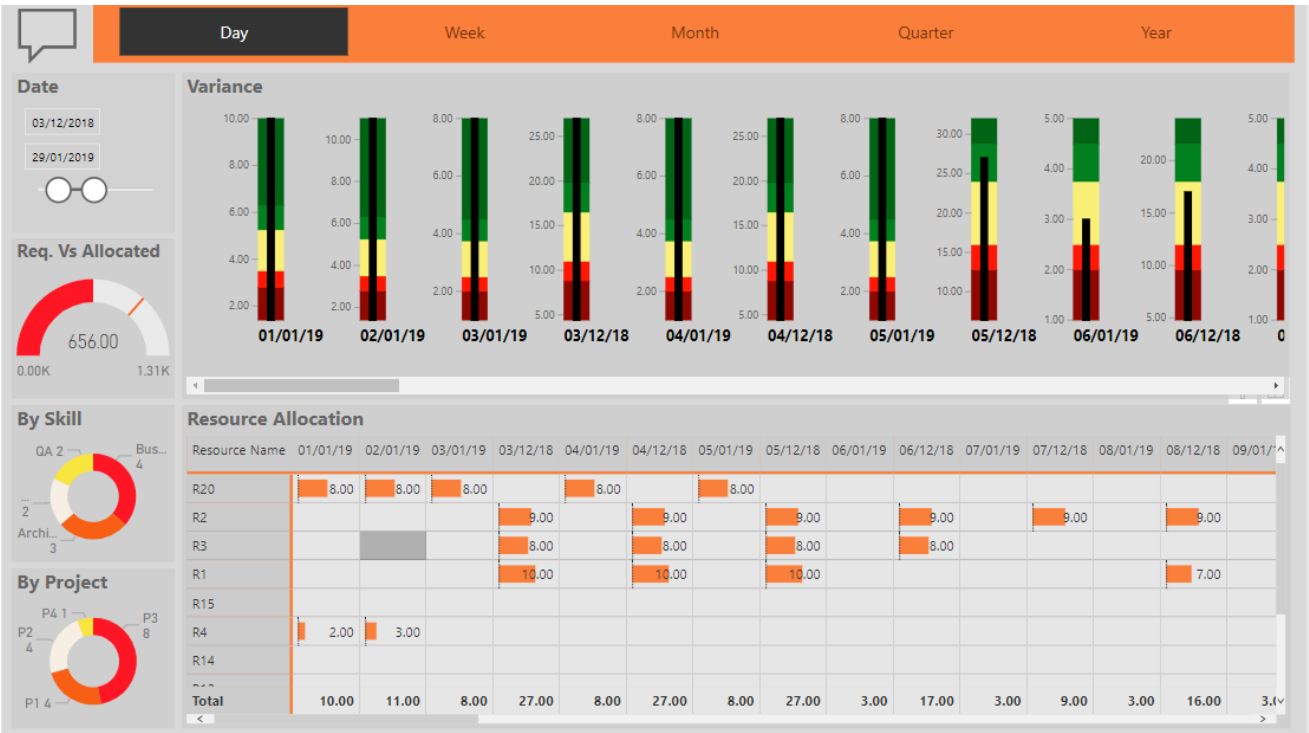 Day Week Month Quarter Year
Date
03/12/2018
29/01/2019
Req. Vs Allocated
656.00
0.00K 1.31K
By Skill
QA 2
Bus...
4
2
Archi...
3
By Project
P4 1
P3
8
P2
4
P1 4
Variance
10.00 8.00 6.00 4.00 2.00
01/01/19
10.00 8.00 6.00 4.00 2.00
02/01/19
8.00 6.00 4.00 2.00
03/01/19
25.00 20.00 15.00 10.00 5.00
03/12/18
8.00 6.00 4.00 2.00
04/01/19
25.00 20.00 15.00 10.00 5.00
04/12/18
8.00 6.00 4.00 2.00
05/01/19
30.00 25.00 20.00 15.00 10.00
05/12/18
5.00 4.00 3.00 2.00 1.00
06/01/19
20.00 15.00 10.00 5.00
06/12/18
5.00 4.00 3.00 2.00 1.00
0
Resource Allocation
Resource Name 01/01/19 02/01/19 03/01/19 03/12/18 04/01/19 04/12/18 05/01/19 05/12/18 06/01/19 06/12/18 07/01/19 07/12/18 08/01/19 08/12/18 09/01/
R20 8.00 8.00 8.00 8.00 8.00
R2 9.00 9.00 9.00 9.00 9.00 9.00
R3 8.00 8.00 8.00 8.00
R1 10.00 10.00 10.00 7.00
R15
R4 2.00 3.00
R14
Total 10.00 11.00 8.00 27.00 8.00 27.00 8.00 27.00 3.00 17.00 3.00 9.00 3.00 16.00